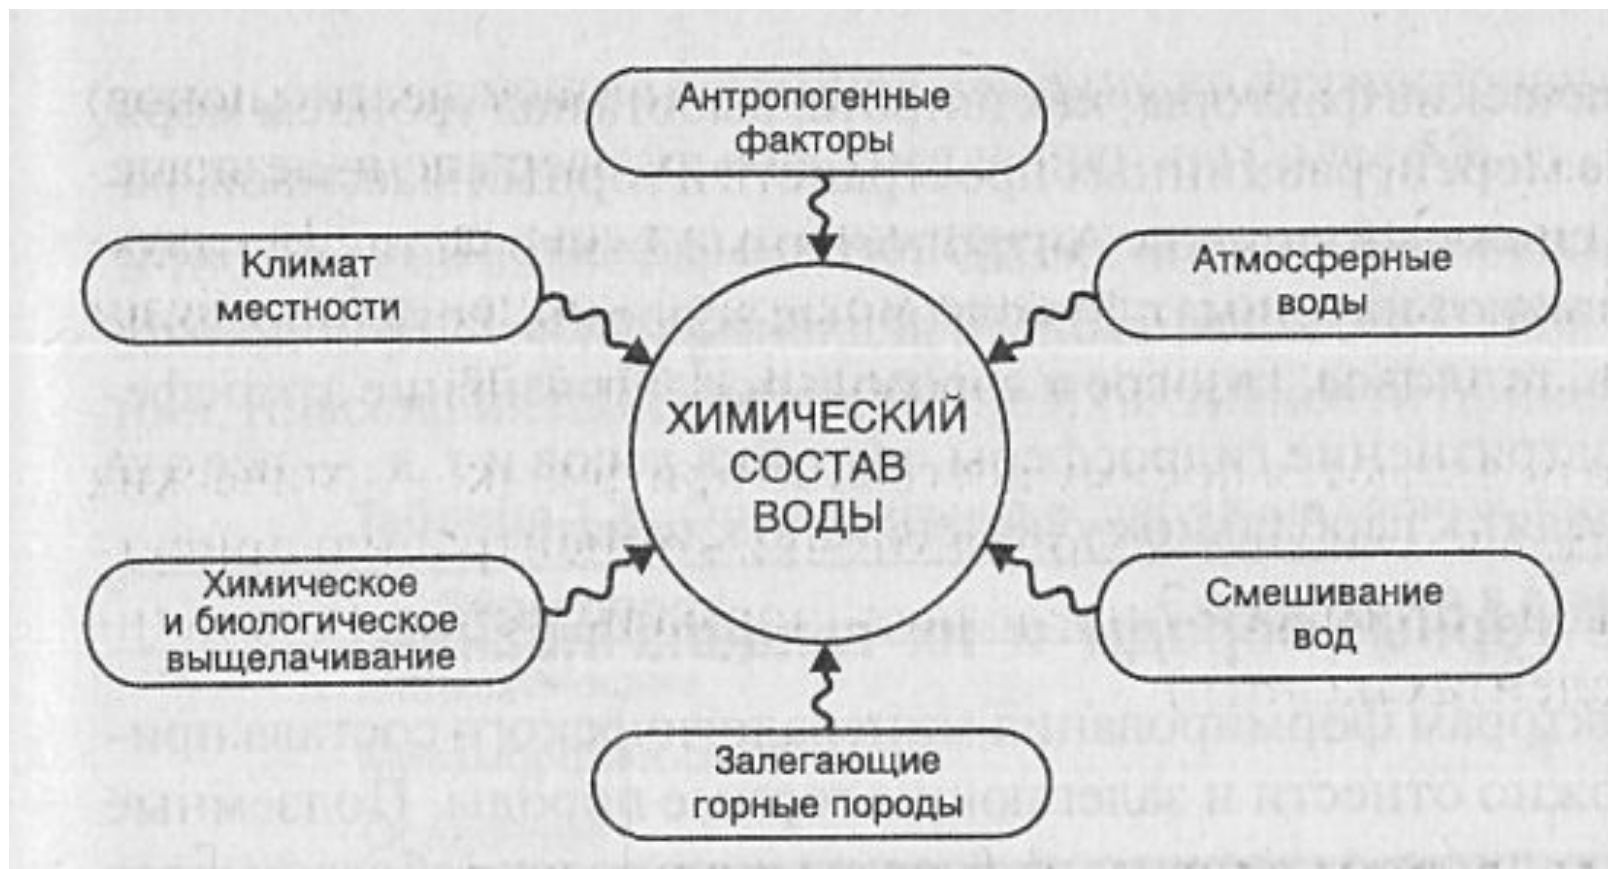 Антропогенные
факторы
Климат
местности
Атмосферные
воды
ХИМИЧЕСКИЙ
СОСТАВ
ВОДЫ
Химическое
и биологическое
выщелачивание
Смешивание
вод
Залегающие
горные породы